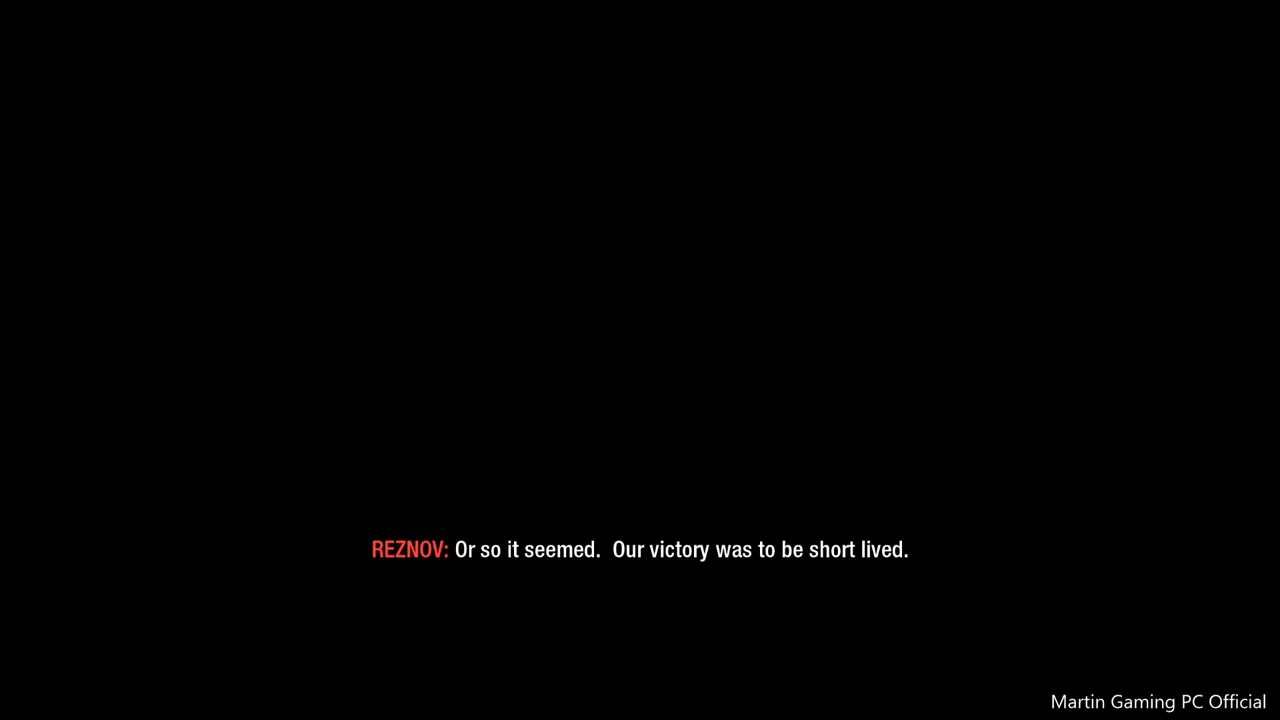 REZNOV: Or so it seemed.  Our victory was to be short lived.
Martin Gaming PC Official